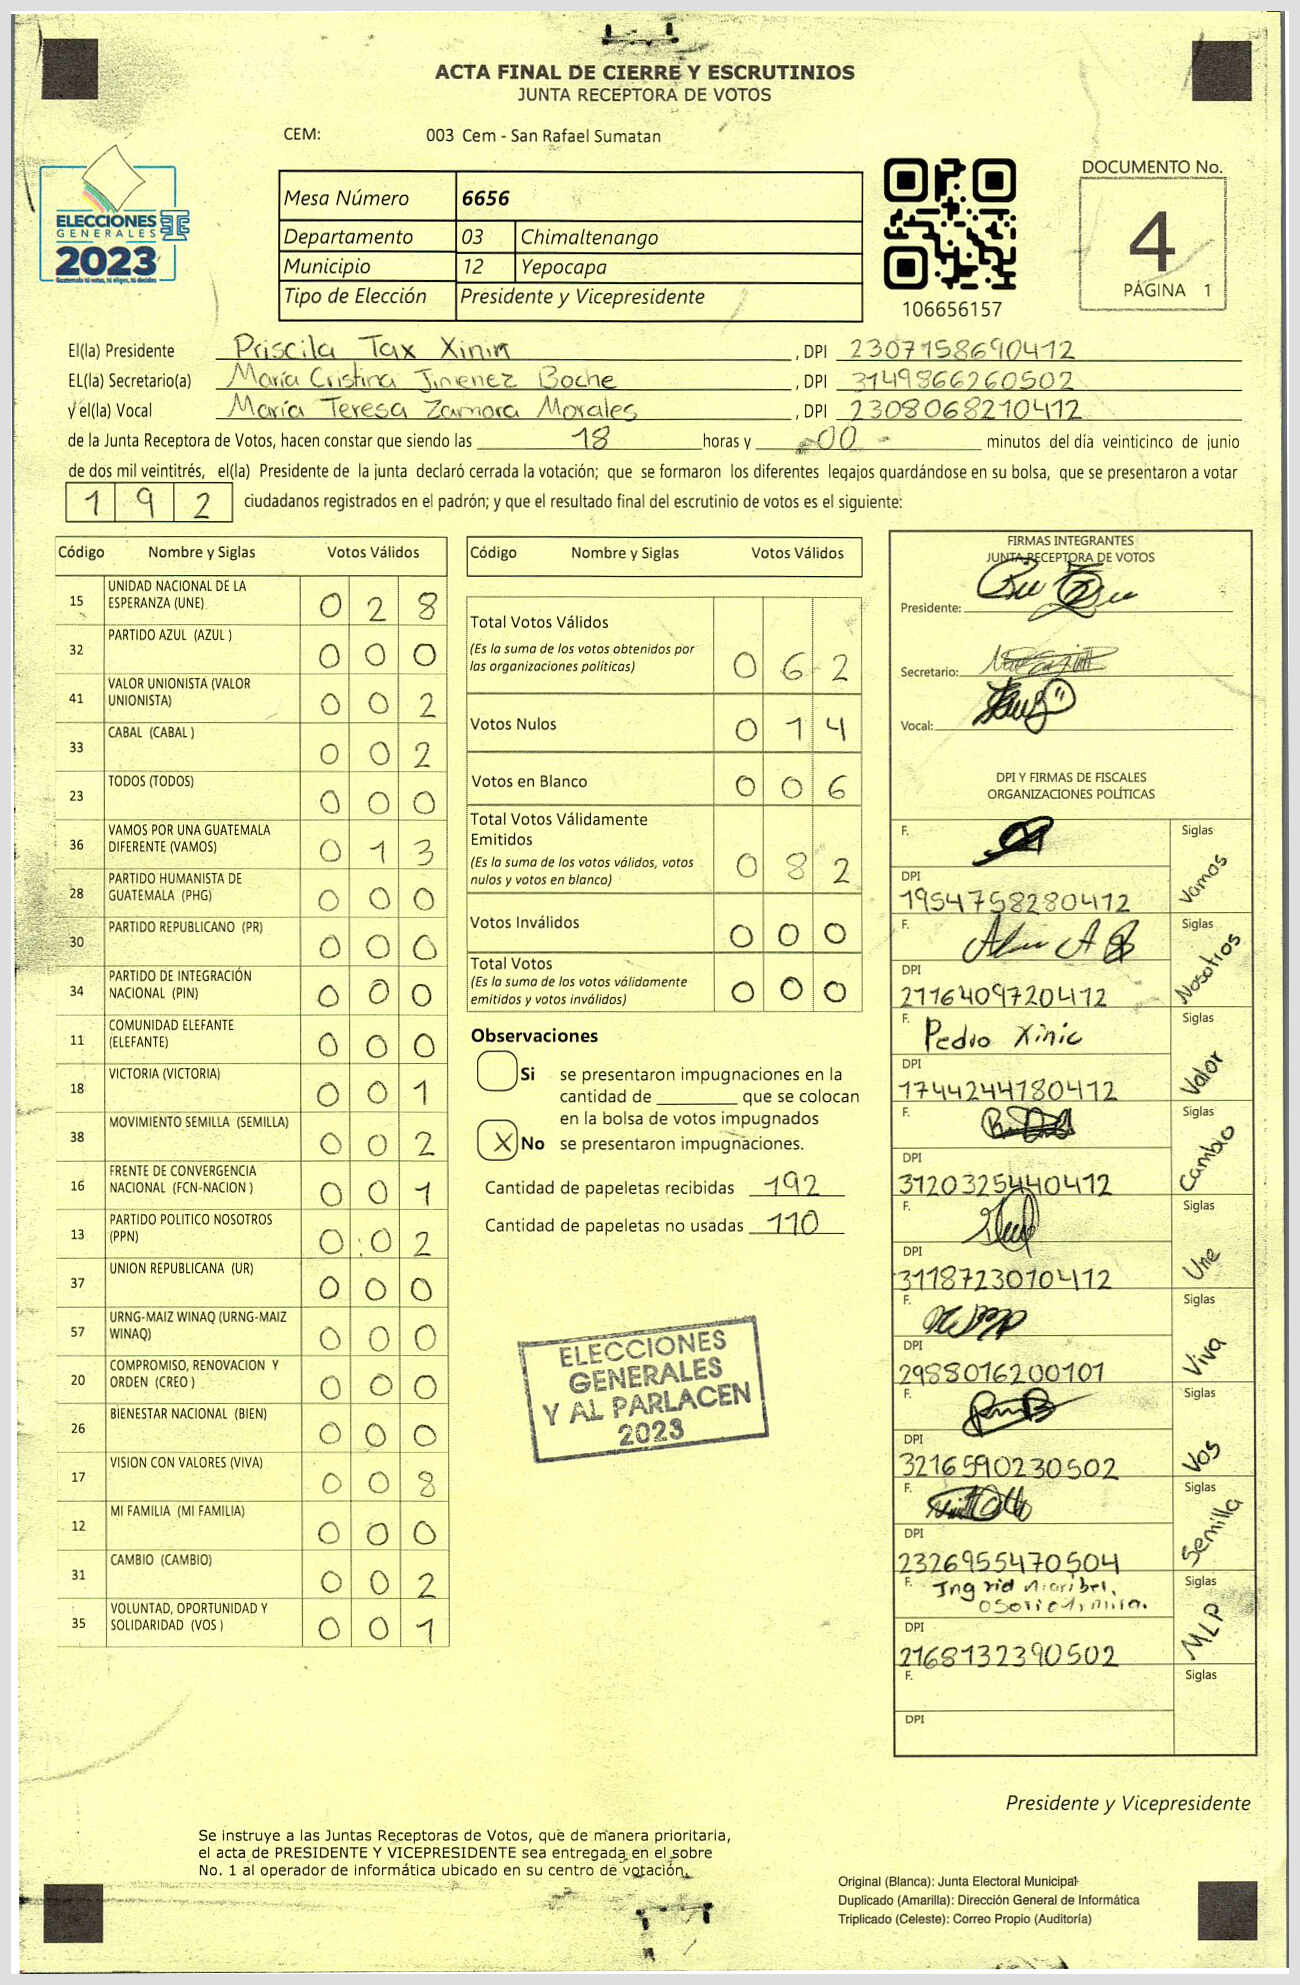 ACTA FINAL DE CIERRE Y ESCRUTINIOS
JUNTA RECEPTORA DE VOTOS
CEM: 003 Cem - San Rafael Sumatan
ELECCIONES
GENERALES
2023
Guatemala tú votas, tú eliges, tú decides
Mesa Número 6656
Departamento 03 Chimaltenango
Municipio 12 Yepocapa
Tipo de Elección Presidente y Vicepresidente
106656157
DOCUMENTO No.
4
PÁGINA 1
El(la) Presidente Priscila Tax Xinin, DPI 2307158690412
EL(la) Secretario(a) María Cristina Jimenez Boche, DPI 3149866260502
y el(la) Vocal María Teresa Zamora Morales, DPI 2308068210412
de la Junta Receptora de Votos, hacen constar que siendo las 18 horas y 00 minutos del día veinticinco de junio
de dos mil veintitrés, el(la) Presidente de la junta declaró cerrada la votación; que se formaron los diferentes legajos quardándose en su bolsa, que se presentaron a votar
192 ciudadanos registrados en el padrón; y que el resultado final del escrutinio de votos es el siguiente:
Código Nombre y Siglas Votos Válidos
15 UNIDAD NACIONAL DE LA
ESPERANZA (UNE) 0 2 8
32 PARTIDO AZUL (AZUL ) 0 0 0
41 VALOR UNIONISTA (VALOR
UNIONISTA) 0 0 2
33 CABAL (CABAL ) 0 0 2
23 TODOS (TODOS) 0 0 0
36 VAMOS POR UNA GUATEMALA
DIFERENTE (VAMOS) 0 1 3
28 PARTIDO HUMANISTA DE
GUATEMALA (PHG) 0 0 0
30 PARTIDO REPUBLICANO (PR) 0 0 0
34 PARTIDO DE INTEGRACIÓN
NACIONAL (PIN) 0 0 0
11 COMUNIDAD ELEFANTE
(ELEFANTE) 0 0 0
18 VICTORIA (VICTORIA) 0 0 1
38 MOVIMIENTO SEMILLA (SEMILLA) 0 0 2
16 FRENTE DE CONVERGENCIA
NACIONAL (FCN-NACION ) 0 0 1
13 PARTIDO POLITICO NOSOTROS
(PPN) 0 0 2
37 UNION REPUBLICANA (UR) 0 0 0
57 URNG-MAIZ WINAQ (URNG-MAIZ
WINAQ) 0 0 0
20 COMPROMISO, RENOVACION Y
ORDEN (CREO ) 0 0 0
26 BIENESTAR NACIONAL (BIEN) 0 0 0
17 VISION CON VALORES (VIVA) 0 0 8
12 MI FAMILIA (MI FAMILIA) 0 0 0
31 CAMBIO (CAMBIO) 0 0 2
35 VOLUNTAD, OPORTUNIDAD Y
SOLIDARIDAD (VOS ) 0 0 1
Código Nombre y Siglas Votos Válidos
Total Votos Válidos
(Es la suma de los votos obtenidos por
las organizaciones políticas) 0 6 2
Votos Nulos 0 1 4
Votos en Blanco 0 0 6
Total Votos Válidamente
Emitidos
(Es la suma de los votos válidos, votos
nulos y votos en blanco) 0 8 2
Votos Inválidos 0 0 0
Total Votos
(Es la suma de los votos válidamente
emitidos y votos inválidos) 0 0 0
Observaciones
Si se presentaron impugnaciones en la
cantidad de ________ que se colocan
en la bolsa de votos impugnados
X No se presentaron impugnaciones.
Cantidad de papeletas recibidas 192
Cantidad de papeletas no usadas 110
ELECCIONES
GENERALES
Y AL PARLACEN
2023
FIRMAS INTEGRANTES
JUNTA RECEPTORA DE VOTOS
Presidente:
Secretario:
Vocal:
DPI Y FIRMAS DE FISCALES
ORGANIZACIONES POLÍTICAS
F. Siglas Vamos
DPI
1954758280412
F. Siglas Nosotros
DPI
2116409720412
F. Pedro Xinic Siglas Valor
DPI
1744244180412
F. Siglas Cambio
DPI
3120325440412
F. Siglas Une
DPI
3118723010412
F. Siglas Viva
DPI
2988016200101
F. Siglas Vos
DPI
3216590230502
F. Siglas Semilla
DPI
2326955470504
F. Ingrid Maribel Siglas MLP
DPI
2168132390502
F. Siglas
DPI
Presidente y Vicepresidente
Se instruye a las Juntas Receptoras de Votos, que de manera prioritaria,
el acta de PRESIDENTE Y VICEPRESIDENTE sea entregada en el sobre
No. 1 al operador de informática ubicado en su centro de votación.
Original (Blanca): Junta Electoral Municipal
Duplicado (Amarilla): Dirección General de Informática
Triplicado (Celeste): Correo Propio (Auditoría)